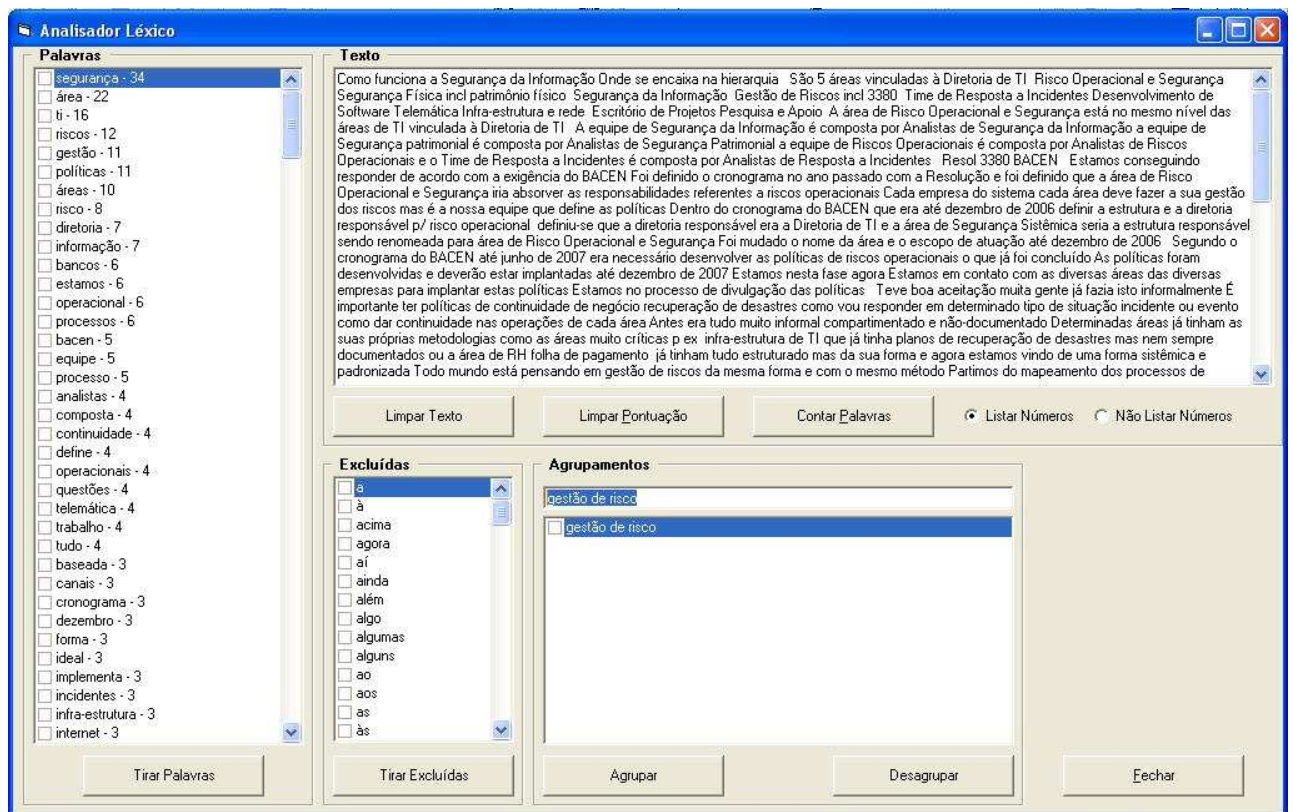 Analisador Léxico
Palavras
segurança - 34
área - 22
ti - 16
riscos - 12
gestão - 11
políticas - 11
áreas - 10
risco - 8
diretoria - 7
informação - 7
bancos - 6
estamos - 6
operacional - 6
processos - 6
bacen - 5
equipe - 5
processo - 5
analistas - 4
composta - 4
continuidade - 4
define - 4
operacionais - 4
questões - 4
telemática - 4
trabalho - 4
tudo - 4
baseada - 3
canais - 3
cronograma - 3
dezembro - 3
forma - 3
ideal - 3
implementa - 3
incidentes - 3
infra-estrutura - 3
internet - 3
Tirar Palavras
Texto
Como funciona a Segurança da Informação Onde se encaixa na hierarquia   São 5 áreas vinculadas à Diretoria de TI  Risco Operacional e Segurança
Segurança Física incl patrimônio físico  Segurança da Informação  Gestão de Riscos incl 3380  Time de Resposta a Incidentes Desenvolvimento de
Software Telemática Infra-estrutura e rede  Escritório de Projetos Pesquisa e Apoio  A área de Risco Operacional e Segurança está no mesmo nível das
áreas de TI vinculada à Diretoria de TI   A equipe de Segurança da Informação é composta por Analistas de Segurança da Informação a equipe de
Segurança patrimonial é composta por Analistas de Segurança Patrimonial a equipe de Riscos Operacionais é composta por Analistas de Riscos
Operacionais e o Time de Resposta a Incidentes é composta por Analistas de Resposta a Incidentes   Resol 3380 BACEN   Estamos conseguindo
responder de acordo com a exigência do BACEN Foi definido o cronograma no ano passado com a Resolução e foi definido que a área de Risco
Operacional e Segurança iria absorver as responsabilidades referentes a riscos operacionais Cada empresa do sistema cada área deve fazer a sua gestão
dos riscos mas é a nossa equipe que define as políticas Dentro do cronograma do BACEN que era até dezembro de 2006 definir a estrutura e a diretoria
responsável p/ risco operacional  definiu-se que a diretoria responsável era a Diretoria de TI e a área de Segurança Sistêmica seria a estrutura responsável
sendo renomeada para área de Risco Operacional e Segurança Foi mudado o nome da área e o escopo de atuação até dezembro de 2006   Segundo o
cronograma do BACEN até junho de 2007 era necessário desenvolver as políticas de riscos operacionais o que já foi concluído As políticas foram
desenvolvidas e deverão estar implantadas até dezembro de 2007 Estamos nesta fase agora Estamos em contato com as diversas áreas das diversas
empresas para implantar estas políticas Estamos no processo de divulgação das políticas   Teve boa aceitação muita gente já fazia isto informalmente É
importante ter políticas de continuidade de negócio recuperação de desastres como vou responder em determinado tipo de situação incidente ou evento
como dar continuidade nas operações de cada área Antes era tudo muito informal compartimentado e não-documentado Determinadas áreas já tinham as
suas próprias metodologias como as áreas muito críticas p ex  infra-estrutura de TI que já tinha planos de recuperação de desastres mas nem sempre
documentados ou a área de RH folha de pagamento  já tinham tudo estruturado mas da sua forma e agora estamos vindo de uma forma sistêmica e
padronizada Todo mundo está pensando em gestão de riscos da mesma forma e com o mesmo método Partimos do mapeamento dos processos de
Limpar Texto
Limpar Pontuação
Contar Palavras
Listar Números
Não Listar Números
Excluídas
a
à
acima
agora
aí
ainda
além
algo
algumas
alguns
ao
aos
as
às
Tirar Excluídas
Agrupamentos
gestão de risco
gestão de risco
Agrupar
Desagrupar
Fechar